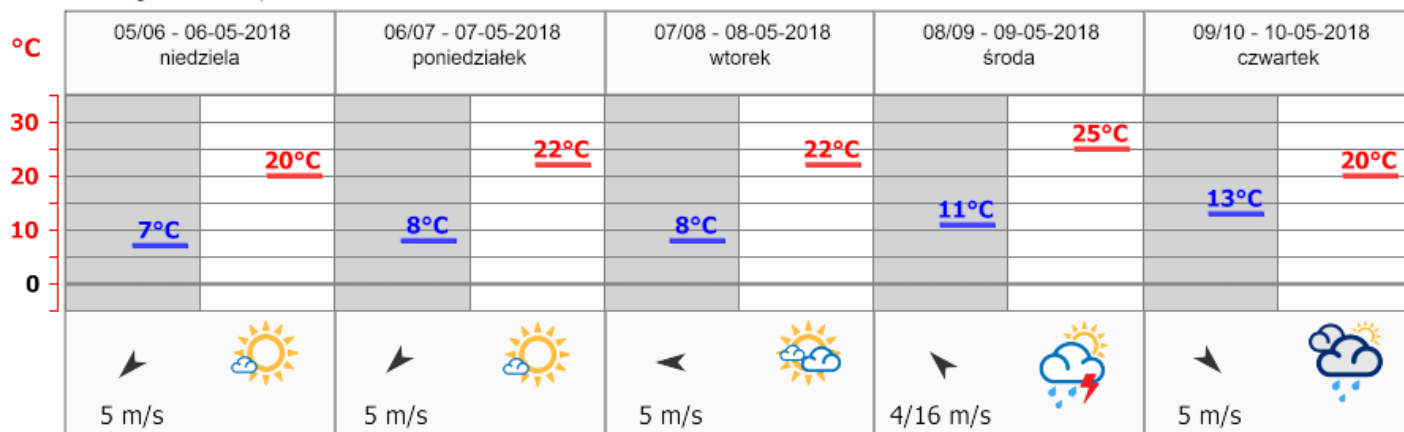 05/06 - 06-05-2018
niedziela
06/07 - 07-05-2018
poniedziałek
07/08 - 08-05-2018
wtorek
08/09 - 09-05-2018
środa
09/10 - 10-05-2018
czwartek
°C
30
20
10
0
7°C
20°C
8°C
22°C
8°C
22°C
11°C
25°C
13°C
20°C
5 m/s
5 m/s
5 m/s
4/16 m/s
5 m/s